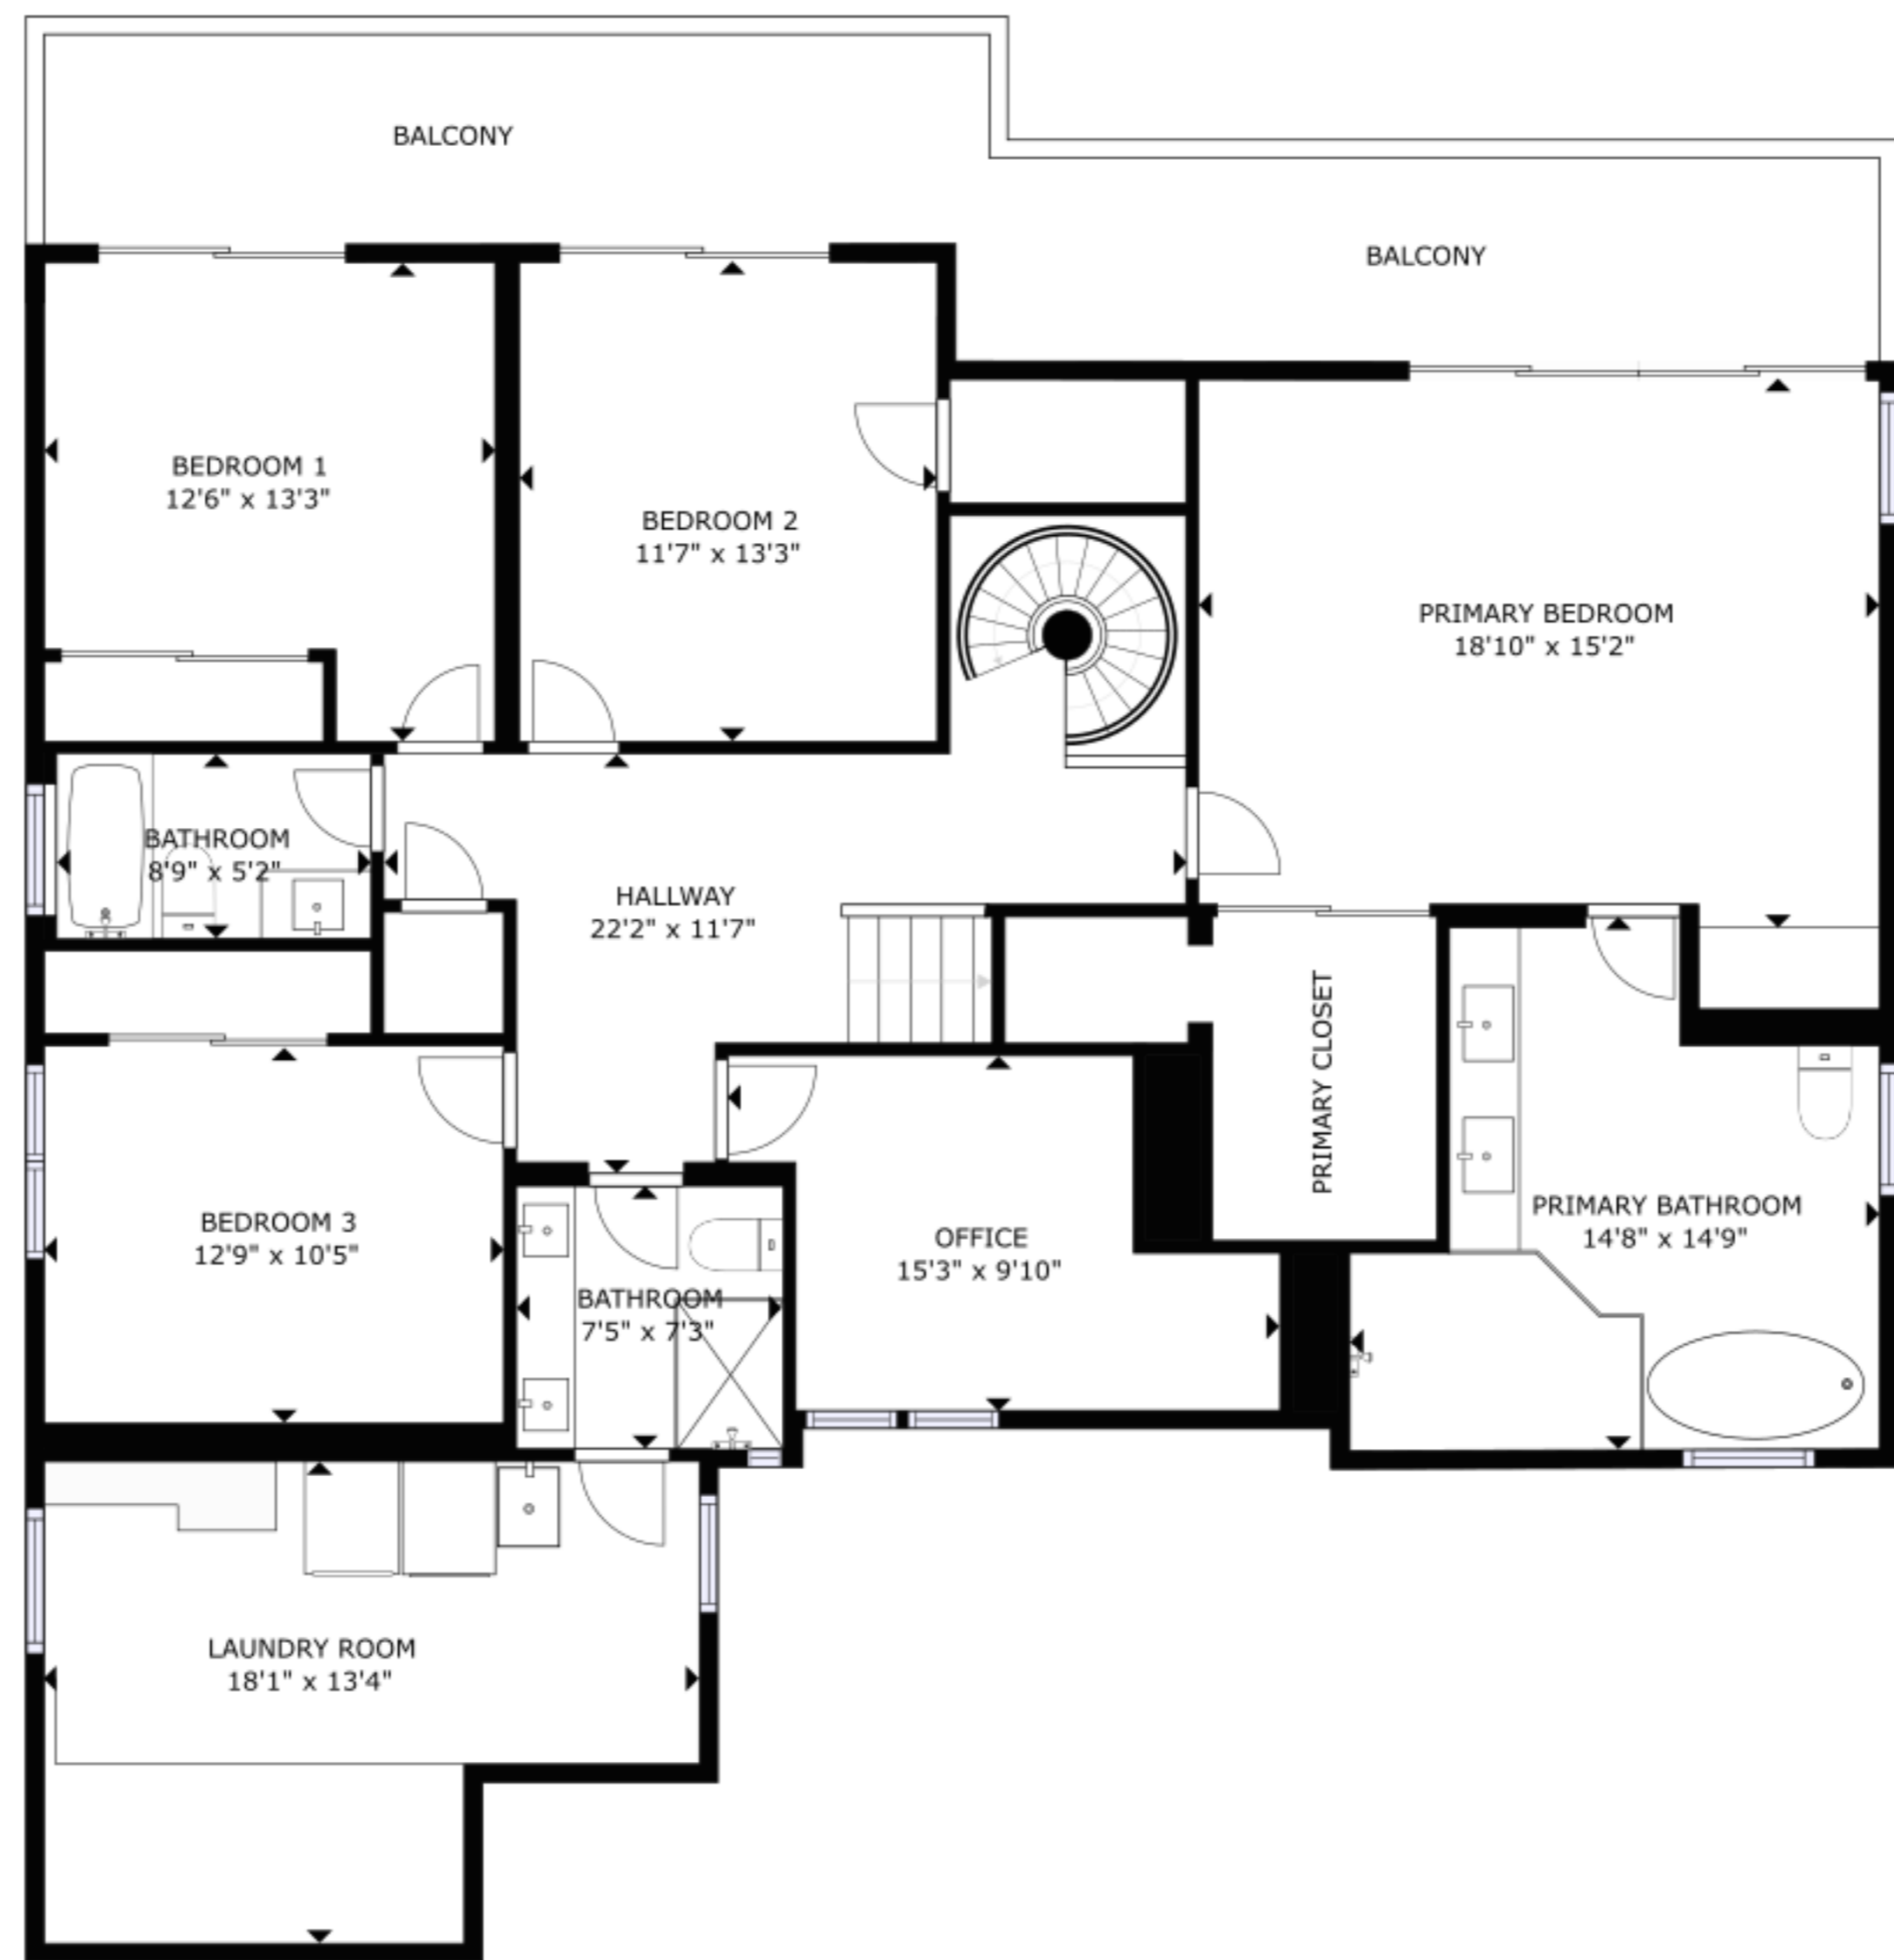 BALCONY
BALCONY
BEDROOM 1
12'6" x 13'3"
BEDROOM 2
11'7" x 13'3"
PRIMARY BEDROOM
18'10" x 15'2"
BATHROOM
8'9" x 5'2"
HALLWAY
22'2" x 11'7"
PRIMARY CLOSET
BEDROOM 3
12'9" x 10'5"
BATHROOM
7'5" x 7'3"
OFFICE
15'3" x 9'10"
PRIMARY BATHROOM
14'8" x 14'9"
LAUNDRY ROOM
18'1" x 13'4"